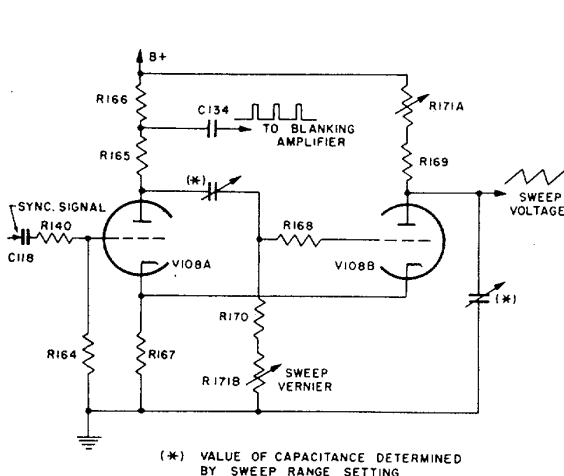 B+
R166
C134
TO BLANKING
AMPLIFIER
R171A
R165
R169
(*)
SWEEP
VOLTAGE
SYNC. SIGNAL
R140
R168
C118
V108A
V108B
(*)
R170
R164
R167
R171B
SWEEP
VERNIER
(*) VALUE OF CAPACITANCE DETERMINED
BY SWEEP RANGE SETTING